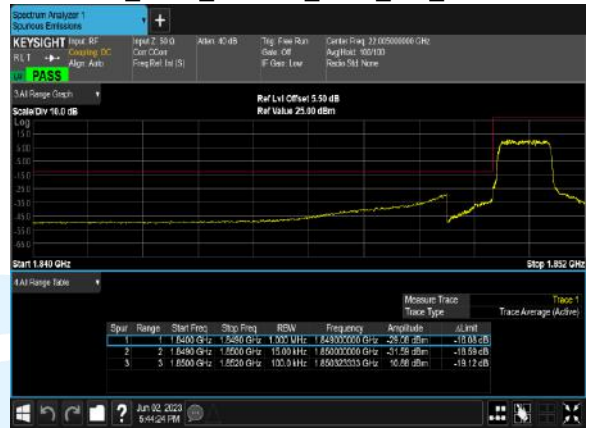 Spectrum Analyzer 1
Spurious Emissions
+
KEYSIGHT Input: RF Input Z: 50 Ω Atten: 40 dB Trig: Free Run Center Freq: 22.005000000 GHz
RLT Coupling: DC Corr CCorr Gate: Off Avg|Hold: 100/100
Align: Auto Freq Ref: Int (S) IF Gain: Low Radio Std: None
PASS
3.All Range Graph
Ref Lvl Offset 5.50 dB
Scale/Div 10.0 dB Ref Value 25.00 dBm
Log
15.0
5.00
-5.00
-15.0
-25.0
-35.0
-45.0
-55.0
-65.0
Start 1.840 GHz Stop 1.852 GHz
4.All Range Table
Measure Trace Trace 1
Trace Type Trace Average (Active)
Spur Range Start Freq Stop Freq RBW Frequency Amplitude ΔLimit
1 1 1.8400 GHz 1.8490 GHz 1.000 MHz 1.849000000 GHz -29.08 dBm -16.08 dB
2 2 1.8490 GHz 1.8500 GHz 15.00 kHz 1.850000000 GHz -31.59 dBm -18.59 dB
3 3 1.8500 GHz 1.8520 GHz 100.0 kHz 1.850323333 GHz 10.88 dBm -19.12 dB
? Jun 02, 2023
5:44:24 PM